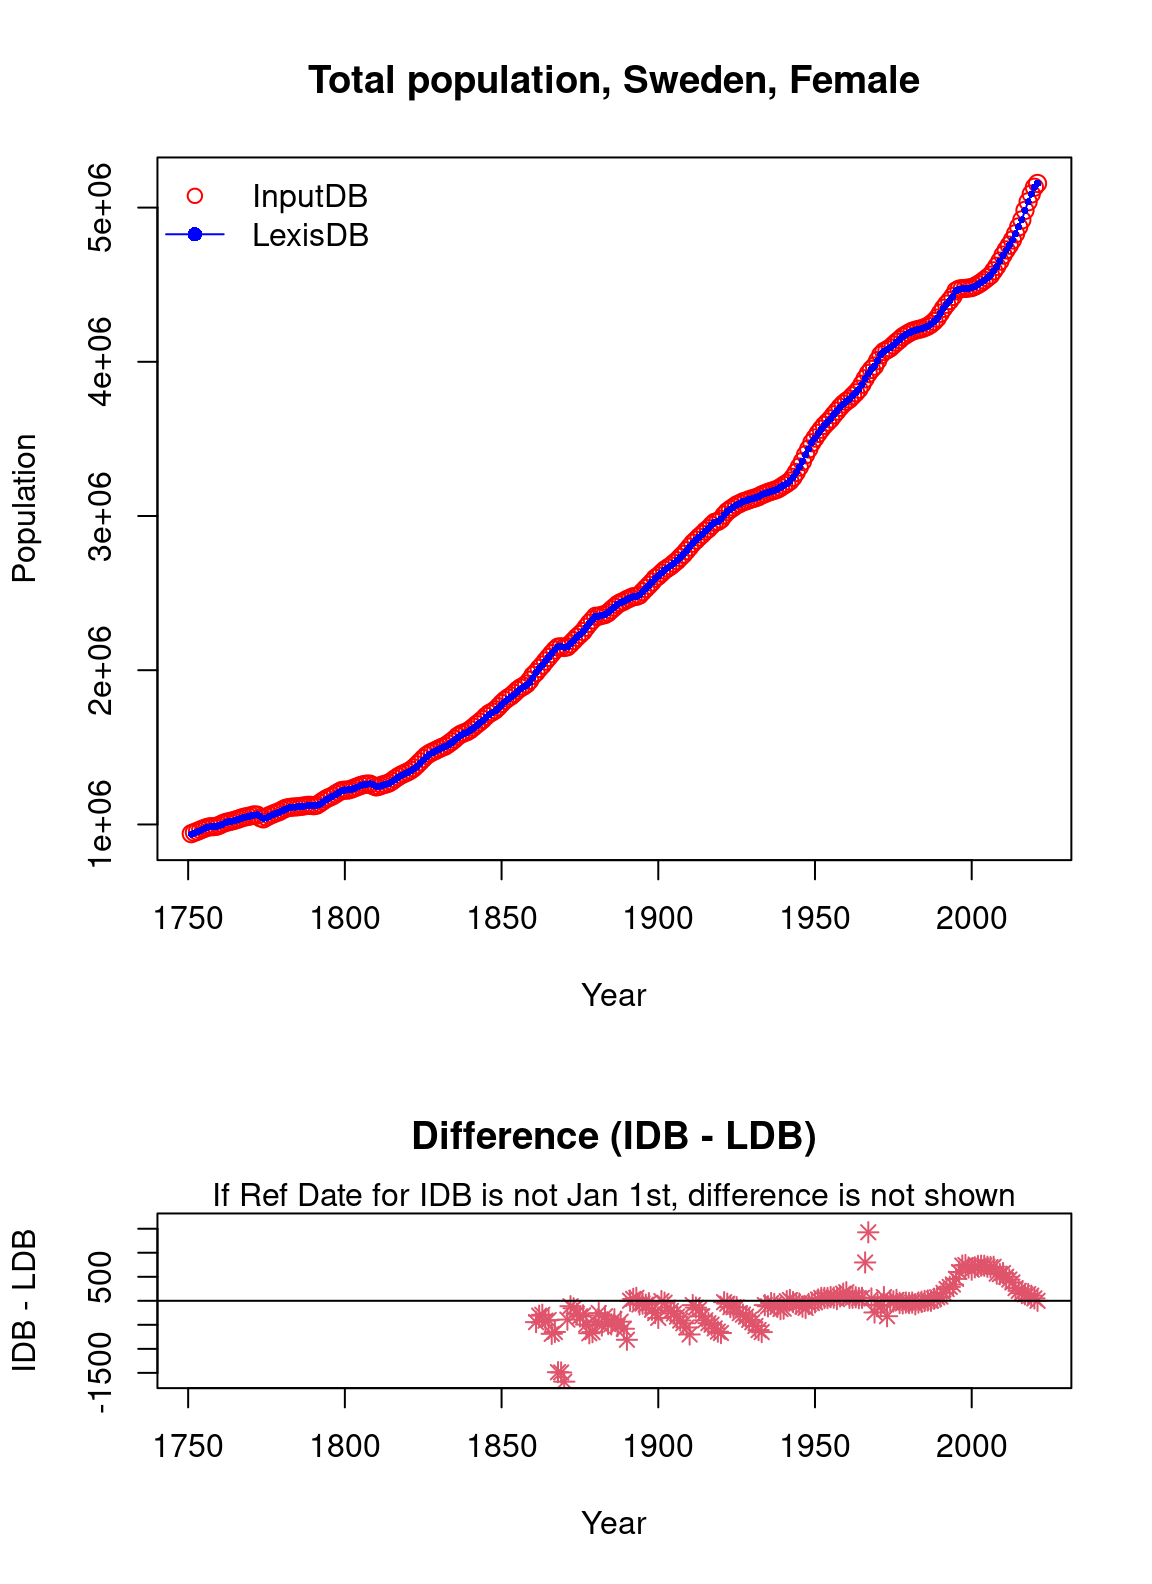 Total population, Sweden, Female
InputDB
LexisDB
Population
5e+06
4e+06
3e+06
2e+06
1e+06
1750 1800 1850 1900 1950 2000
Year
Difference (IDB - LDB)
If Ref Date for IDB is not Jan 1st, difference is not shown
IDB - LDB
500
-1500
1750 1800 1850 1900 1950 2000
Year